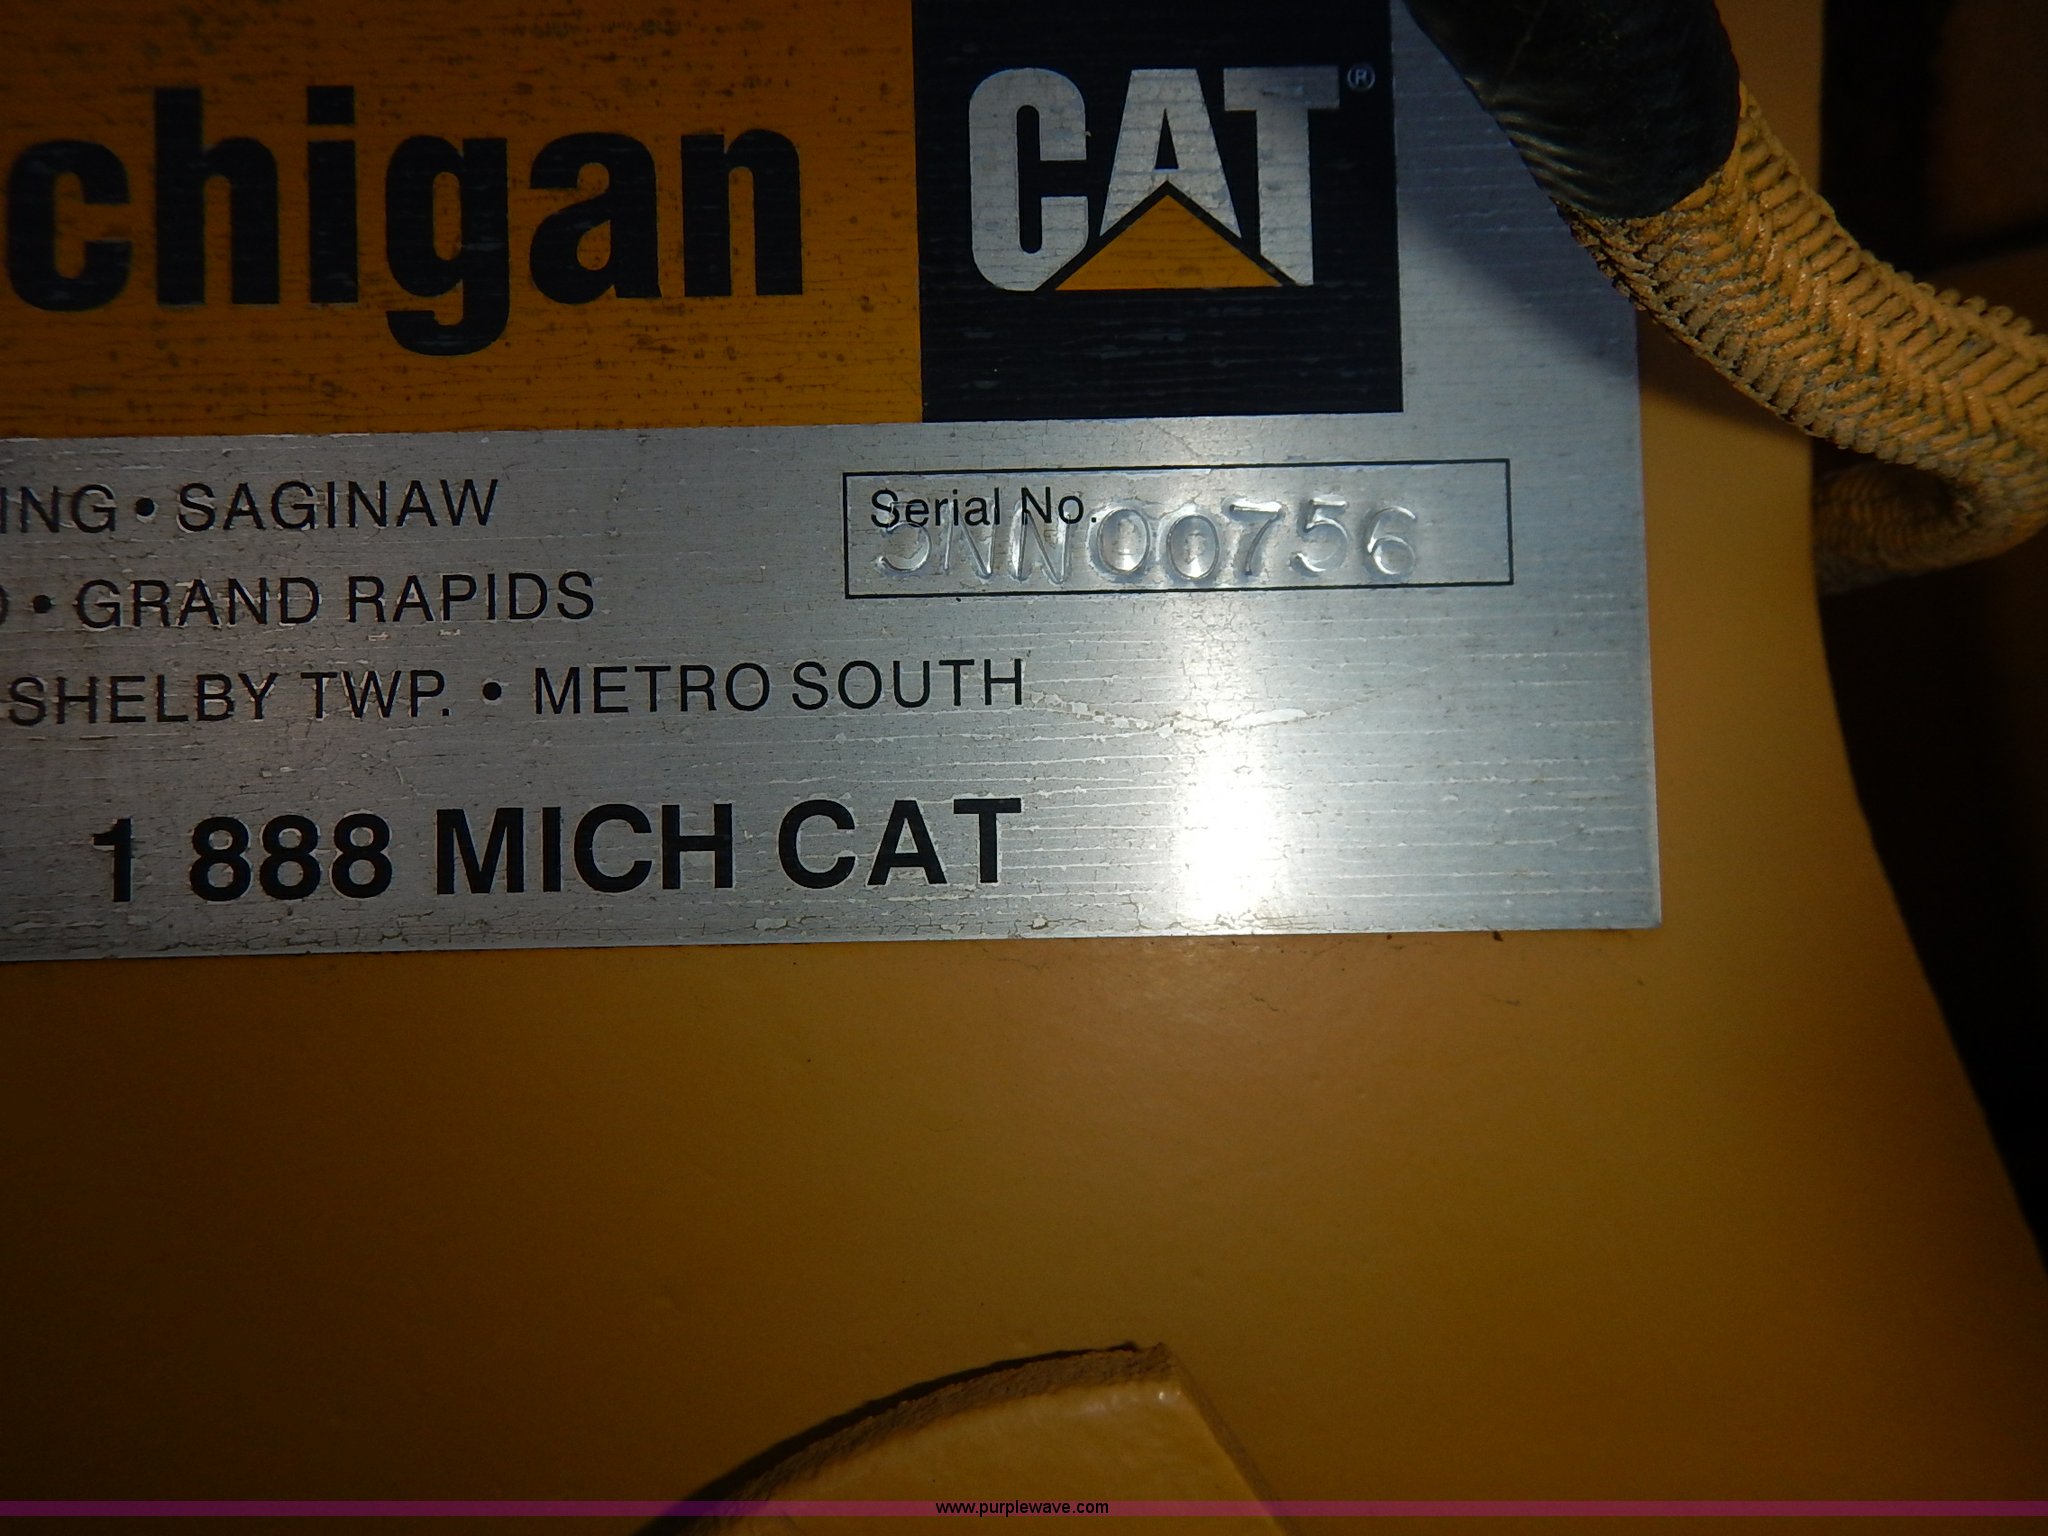 chigan
CAT®
ING • SAGINAW
Serial No.
5NN00756
• GRAND RAPIDS
SHELBY TWP. • METRO SOUTH
1 888 MICH CAT
www.purplewave.com